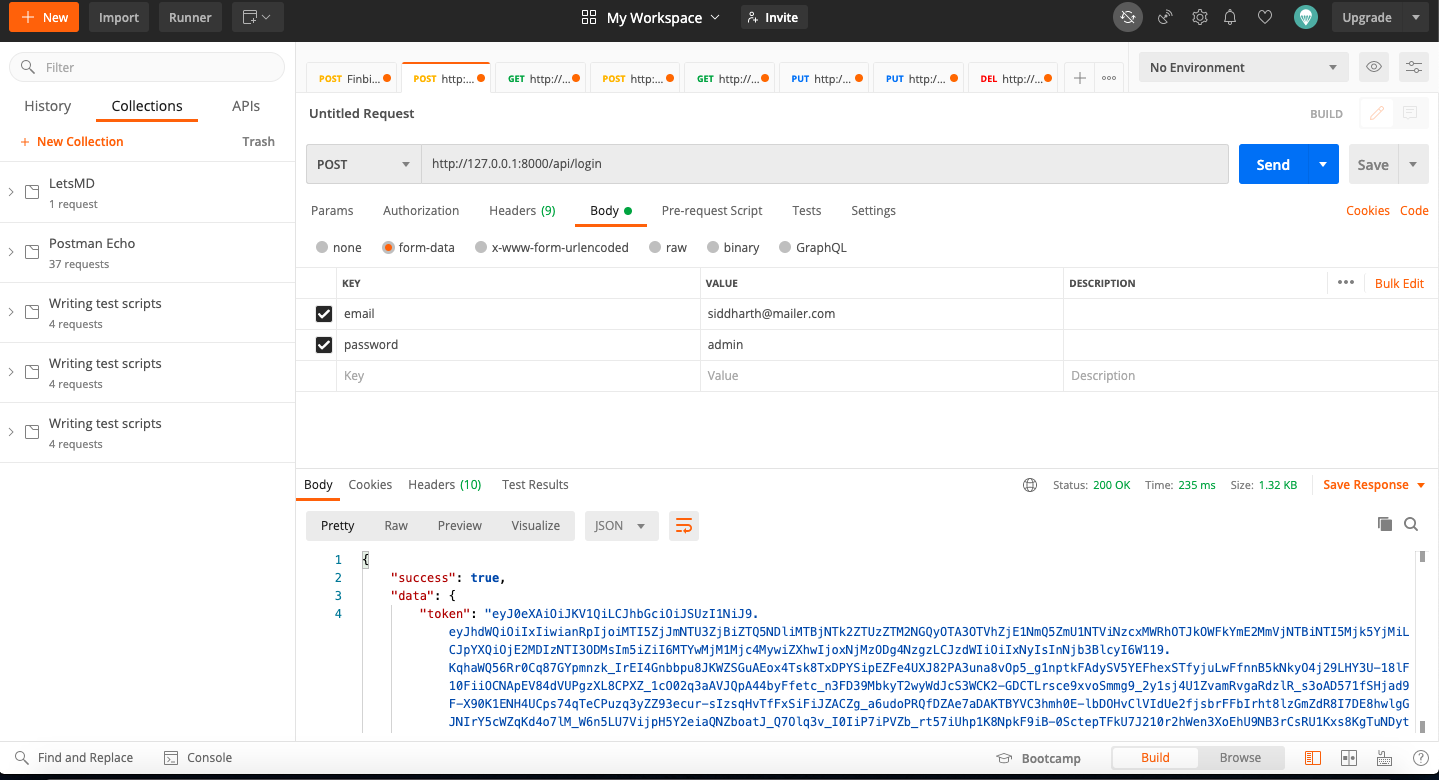 + New Import Runner My Workspace Invite Upgrade
Filter
History Collections APIs
+ New Collection Trash
LetsMD
1 request
Postman Echo
37 requests
Writing test scripts
4 requests
Writing test scripts
4 requests
Writing test scripts
4 requests
POST Finbi... POST http:... GET http://... POST http:... GET http://... PUT http:/... PUT http:/... DEL http://... + ••• No Environment
Untitled Request BUILD
POST http://127.0.0.1:8000/api/login Send Save
Params Authorization Headers (9) Body Pre-request Script Tests Settings Cookies Code
none form-data x-www-form-urlencoded raw binary GraphQL
KEY VALUE DESCRIPTION ••• Bulk Edit
email siddharth@mailer.com
password admin
Key Value Description
Body Cookies Headers (10) Test Results Status: 200 OK Time: 235 ms Size: 1.32 KB Save Response
Pretty Raw Preview Visualize JSON
1 {
2 "success": true,
3 "data": {
4 "token": "eyJ0eXAiOiJKV1QiLCJhbGciOiJSUzI1NiJ9.
eyJhdWQiOiIxIiwianRpIjoiMTI5ZjJmNTU3ZjBiZTQ5NDliMTBjNTk2ZTUzZTM2NGQyOTA3OTVhZjE1NmQ5ZmU1NTViNzcxMWRhOTJkOWFkYmE2MmVjNTBiNTI5Mjk5YjMiL
CJpYXQiOjE2MDIzNTI3ODMsIm5iZiI6MTYwMjM1Mjc4MywiZXhwIjoxNjMzODg4NzgzLCJzdWIiOiIxNyIsInNjb3BlcyI6W119.
KqhaWQ56Rr0Cq87GYpmnzk_IrEI4Gnbbpu8JKWZSGuAEox4Tsk8TxDPYSipEZFe4UXJ82PA3una8vOp5_g1nptkFAdySV5YEFhexSTfyjuLwFfnnB5kNkyO4j29LHY3U-18lF
10FiiOCNApEV84dVUPgzXL8CPXZ_1cO02q3aAVJQpA44byFfetc_n3FD39MbkyT2wyWdJcS3WCK2-GDCTLrsce9xvoSmmg9_2y1sj4U1ZvamRvgaRdzlR_s3oAD571fSHjad9
F-X90K1ENH4UCps74qTeCPuzq3yZZ93ecur-sIzsqHvTfFxSiFiJZACZg_a6udoPRQfDZAe7aDAKTBYVC3hmh0E-lbDOHvClVIdUe2fjsbrFFbIrht8lzGmZdR8I7DE8hwlgG
JNIrY5cWZqKd4o7lM_W6n5LU7VijpH5Y2eiaQNZboatJ_Q7Olq3v_I0IiP7iPVZb_rt57iUhp1K8NpkF9iB-0SctepTFkU7J210r2hWen3XoEhU9NB3rCsRU1Kxs8KgTuNDyt
Find and Replace Console Bootcamp Build Browse